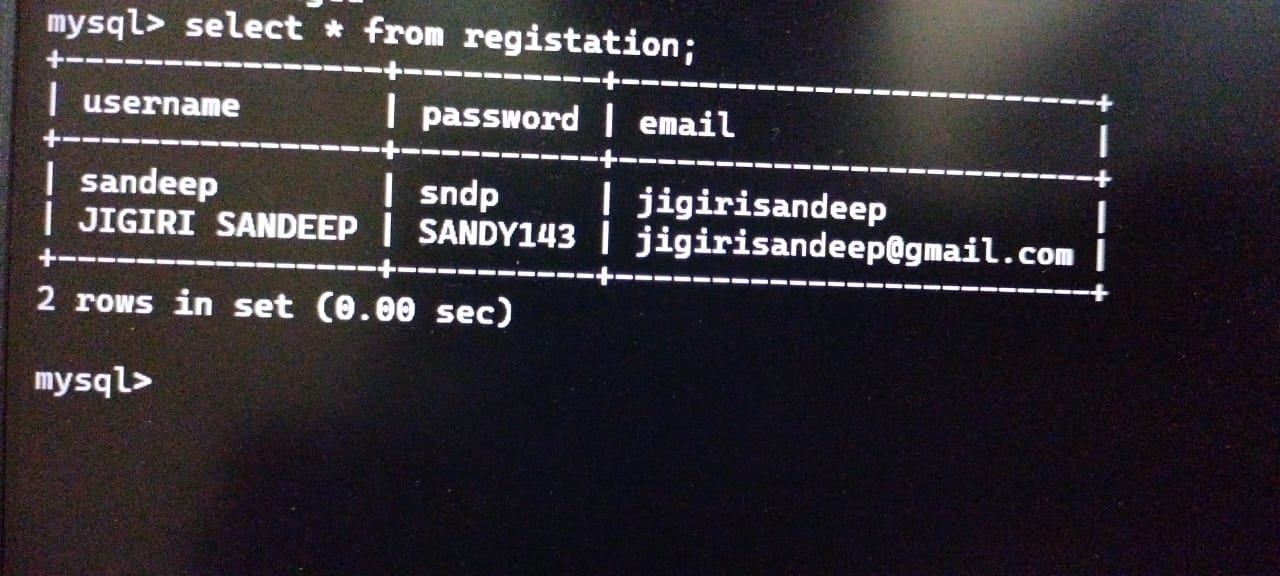 mysql> select * from registation;
+----------------+----------+-------------------------+
| username       | password | email                   |
+----------------+----------+-------------------------+
| sandeep        | sndp     | jigirisandeep           |
| JIGIRI SANDEEP | SANDY143 | jigirisandeep@gmail.com |
+----------------+----------+-------------------------+
2 rows in set (0.00 sec)
mysql>